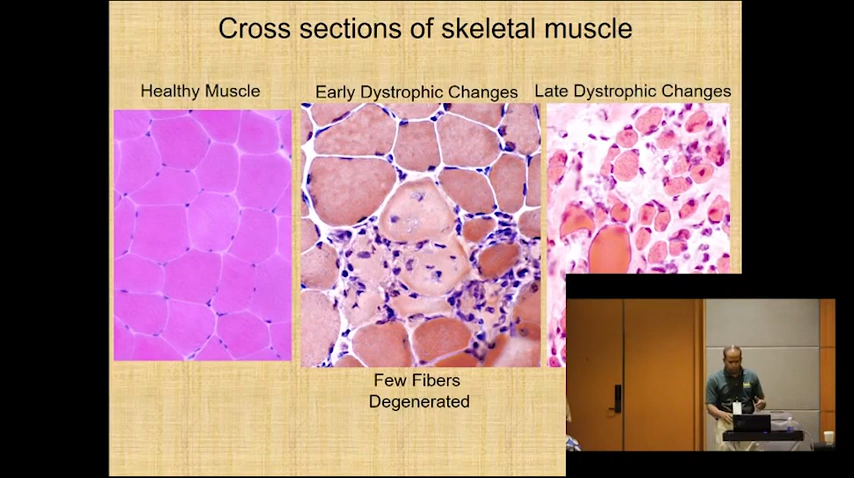 Cross sections of skeletal muscle
Healthy Muscle
Early Dystrophic Changes
Late Dystrophic Changes
Few Fibers
Degenerated